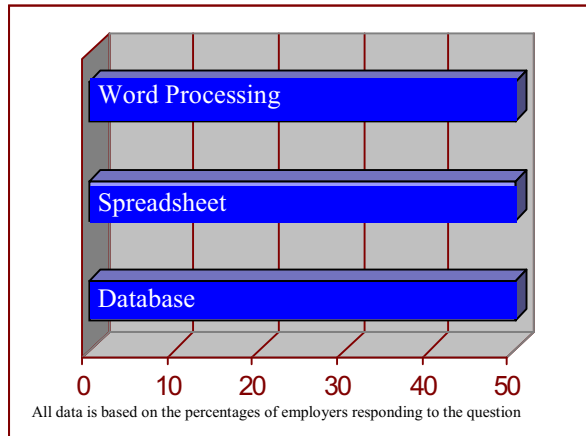 Word Processing
Spreadsheet
Database
0 10 20 30 40 50
All data is based on the percentages of employers responding to the question